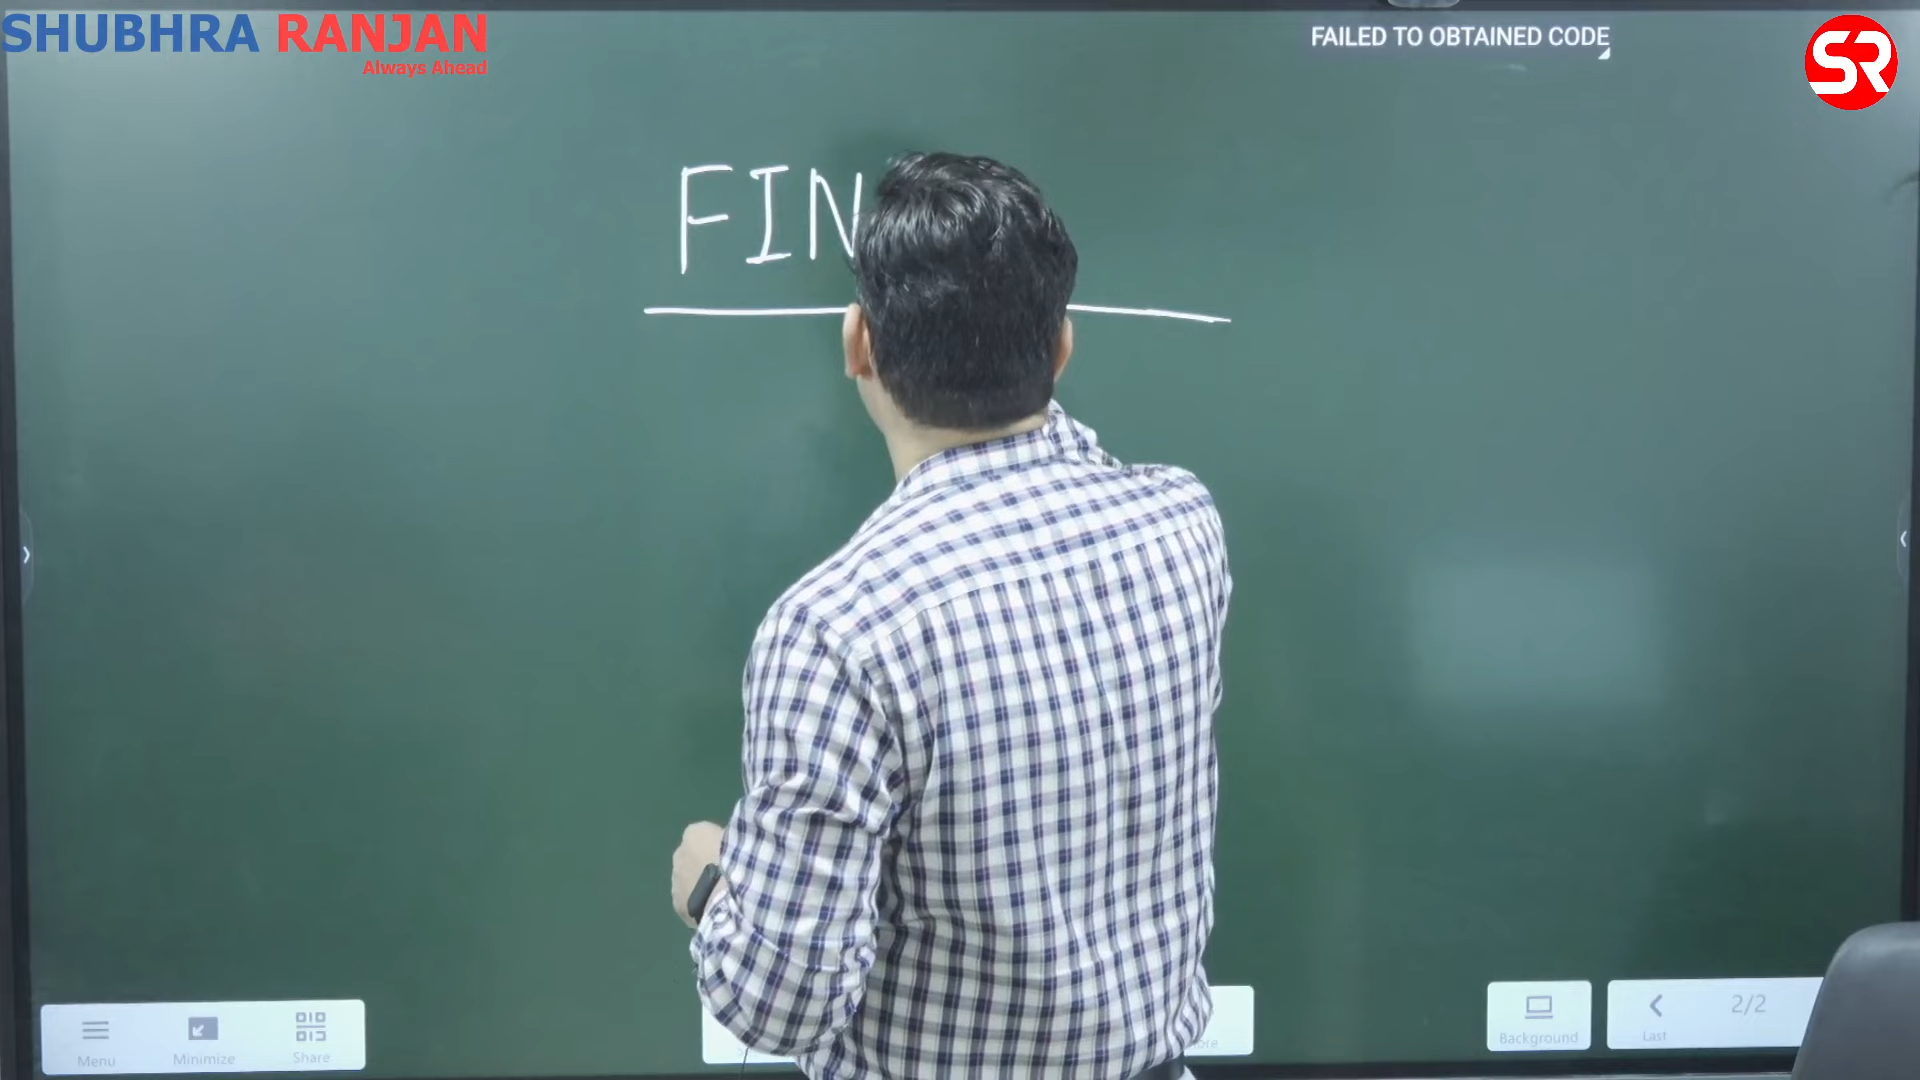 SHUBHRA RANJAN
Always Ahead
FAILED TO OBTAINED CODE
SR
FIN
Menu
Minimize
Share
Background
Last
2/2